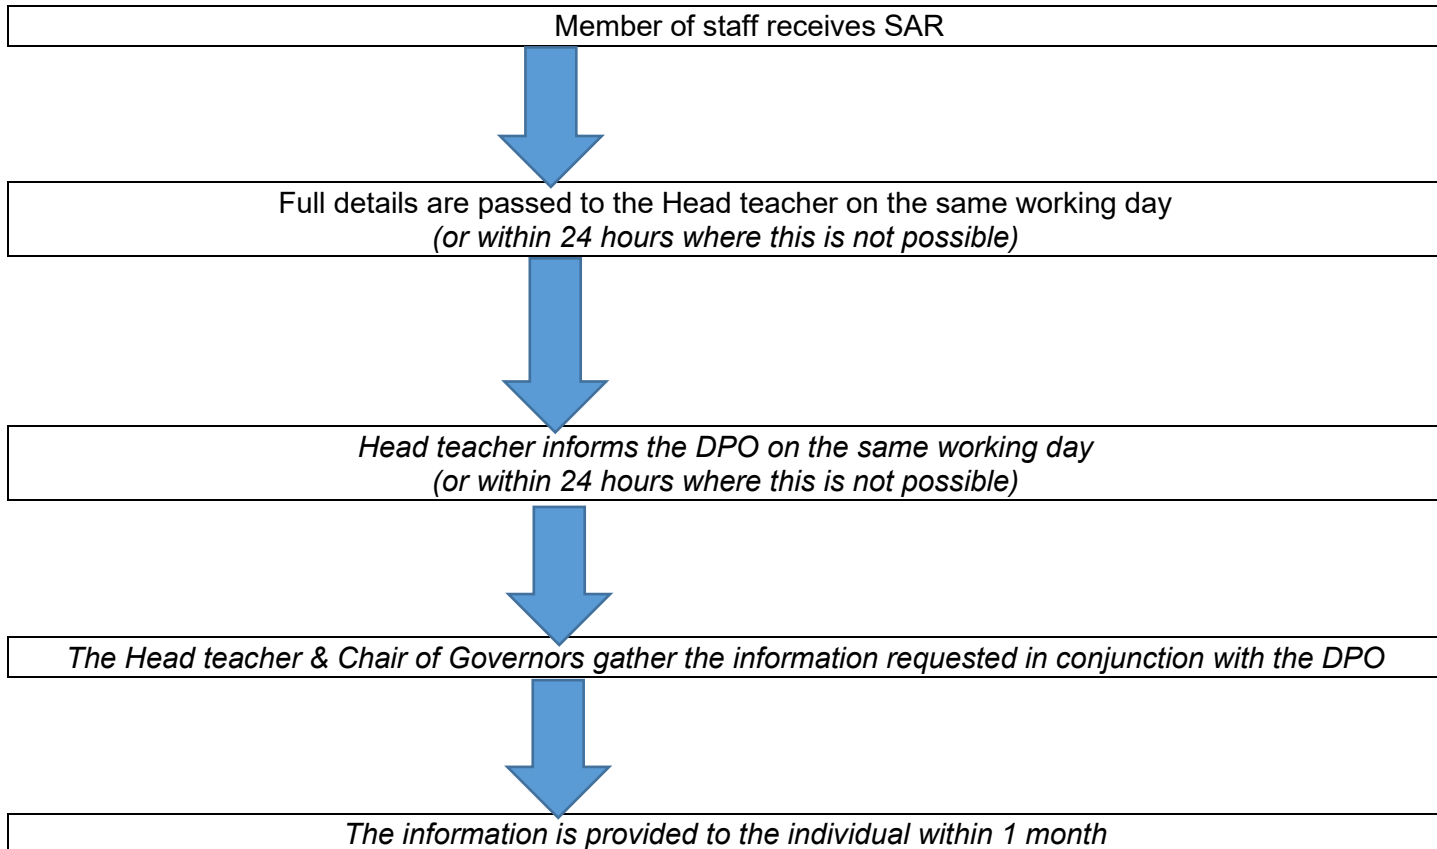 Member of staff receives SAR
Full details are passed to the Head teacher on the same working day
(or within 24 hours where this is not possible)
Head teacher informs the DPO on the same working day
(or within 24 hours where this is not possible)
The Head teacher & Chair of Governors gather the information requested in conjunction with the DPO
The information is provided to the individual within 1 month